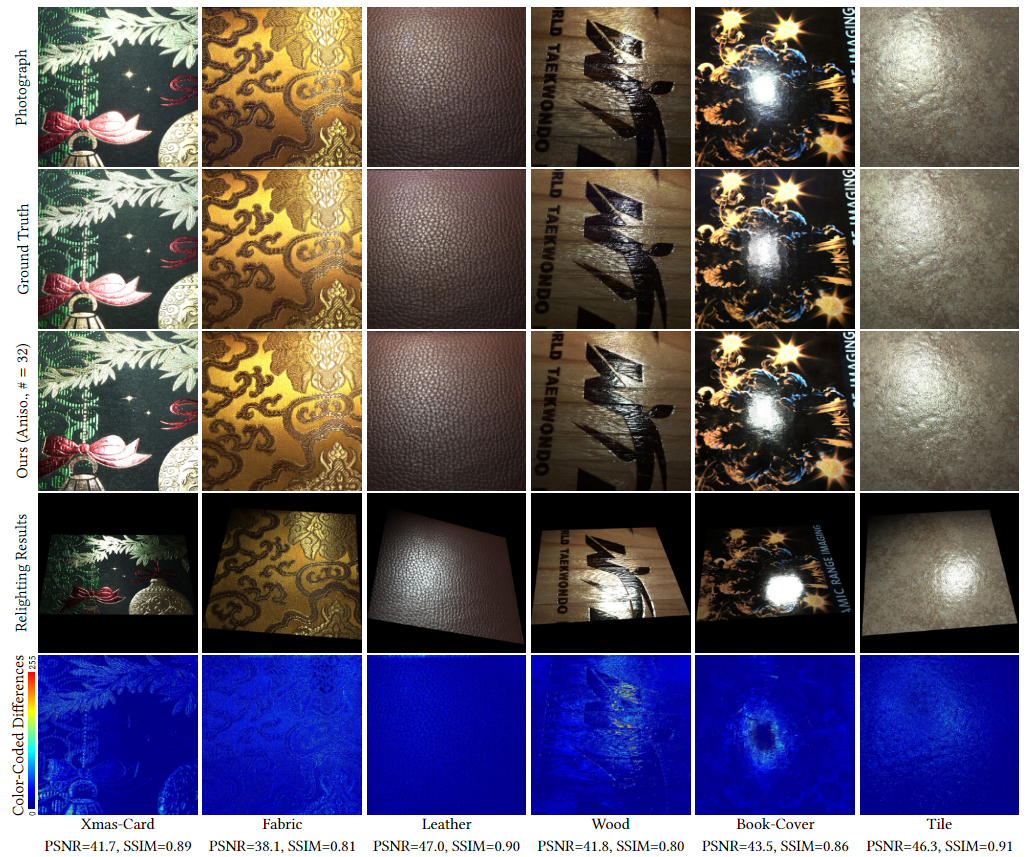 Photograph
RLD TAEKWONDO
E IMAGING
Ground Truth
RLD TAEKWONDO
E IMAGING
Ours (Aniso., # = 32)
RLD TAEKWONDO
E IMAGING
Relighting Results
RLD TAEKWONDO
AMIC RANGE IMAGING
Color-Coded Differences
0 255
Xmas-Card Fabric Leather Wood Book-Cover Tile
PSNR=41.7, SSIM=0.89 PSNR=38.1, SSIM=0.81 PSNR=47.0, SSIM=0.90 PSNR=41.8, SSIM=0.80 PSNR=43.5, SSIM=0.86 PSNR=46.3, SSIM=0.91